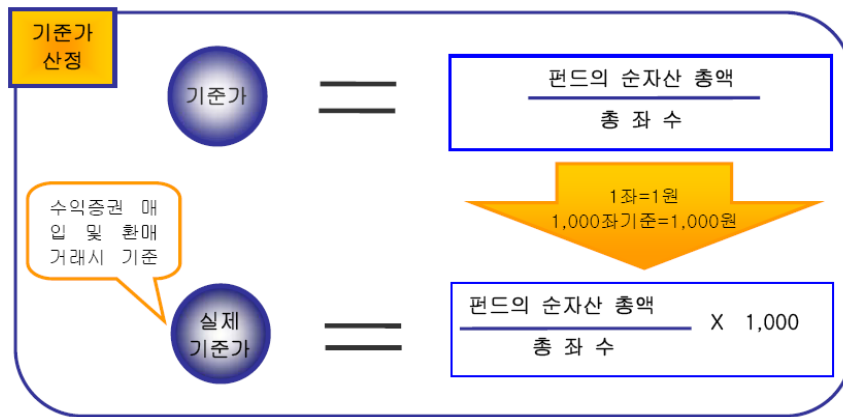 기준가
산정
기준가
펀드의 순자산 총액
총 좌 수
1좌=1원
1,000좌기준=1,000원
수익증권 매
입 및 환매
거래시 기준
실제
기준가
펀드의 순자산 총액
총 좌 수
X 1,000